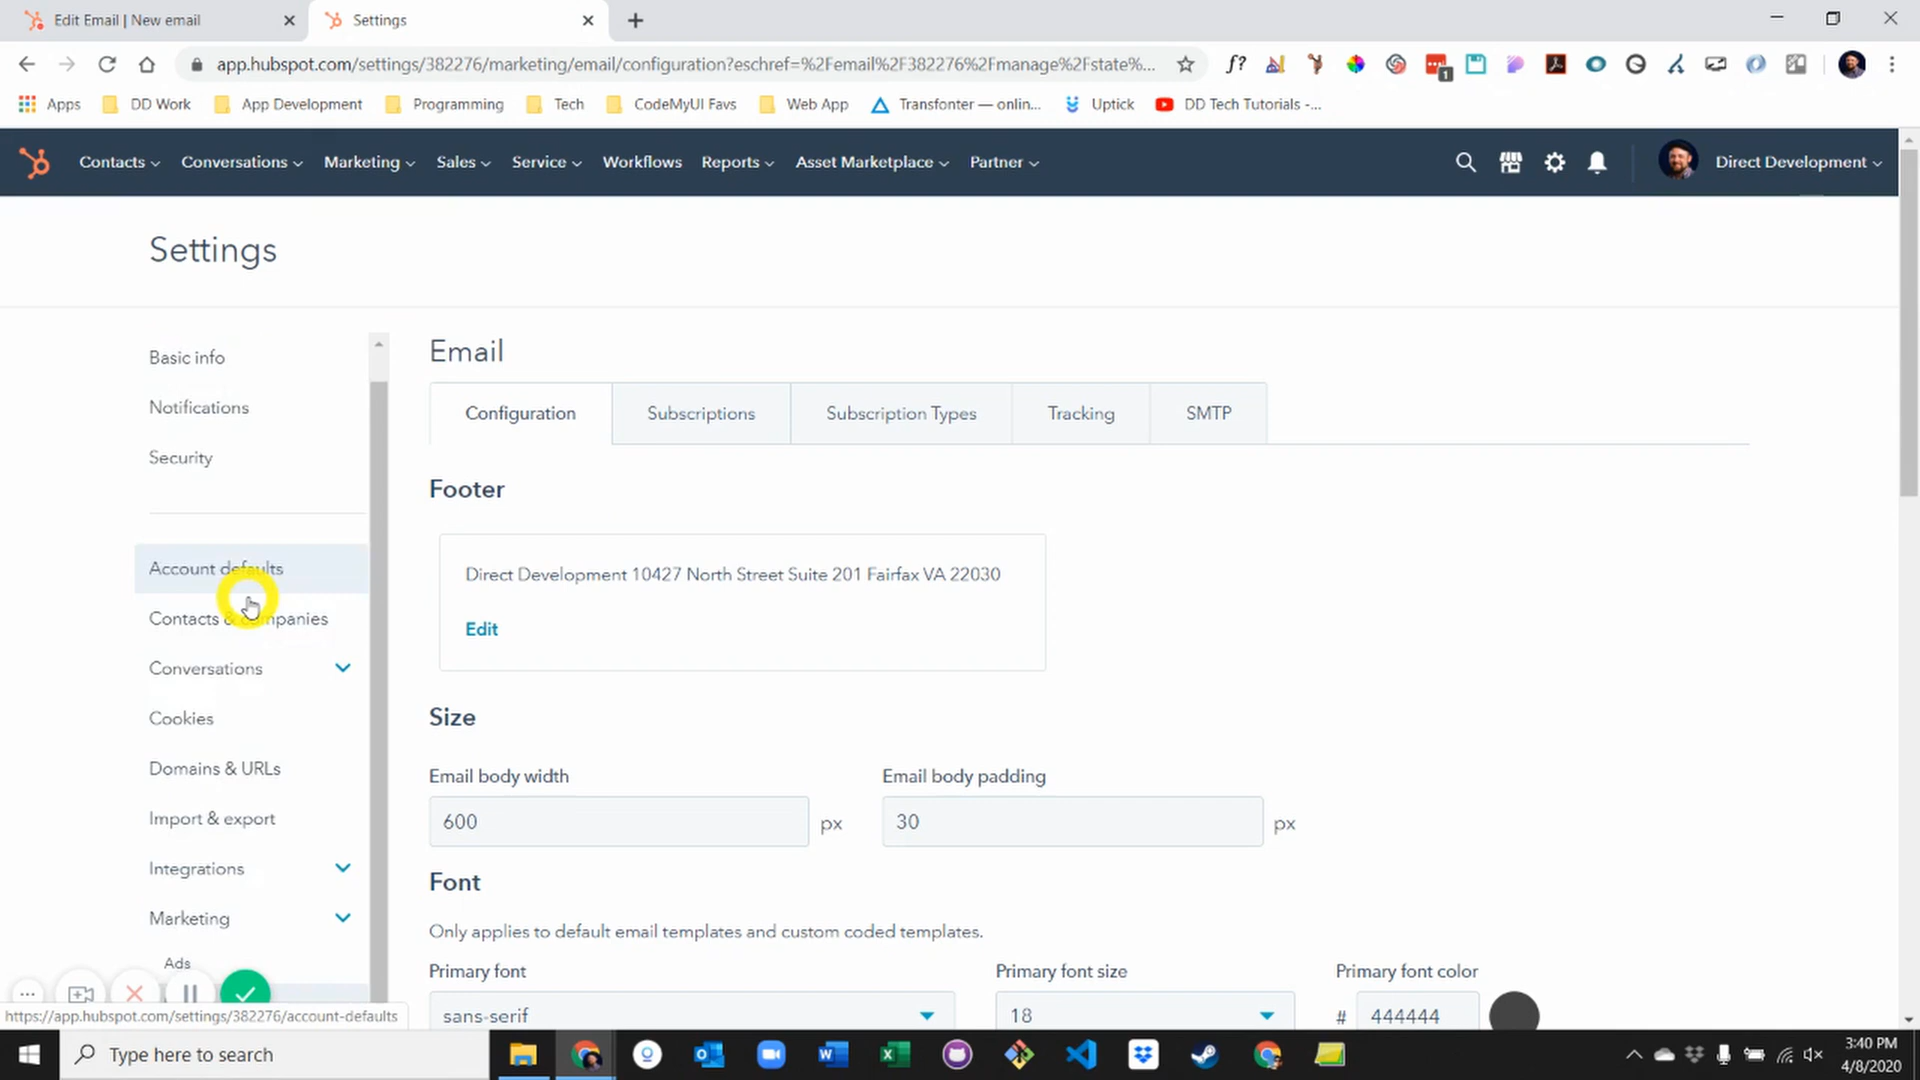 Edit Email | New email
Settings
app.hubspot.com/settings/382276/marketing/email/configuration?eschref=%2Femail%2F382276%2Fmanage%2Fstate%...
f?
1
Apps
DD Work
App Development
Programming
Tech
CodeMyUI Favs
Web App
Transfonter — onlin...
Uptick
DD Tech Tutorials -...
Contacts
Conversations
Marketing
Sales
Service
Workflows
Reports
Asset Marketplace
Partner
Direct Development
Settings
Basic info
Notifications
Security
Account defaults
Contacts & companies
Conversations
Cookies
Domains & URLs
Import & export
Integrations
Marketing
Ads
Email
Configuration
Subscriptions
Subscription Types
Tracking
SMTP
Footer
Direct Development 10427 North Street Suite 201 Fairfax VA 22030
Edit
Size
Email body width
Email body padding
600
px
30
px
Font
Only applies to default email templates and custom coded templates.
Primary font
Primary font size
Primary font color
sans-serif
18
#
444444
https://app.hubspot.com/settings/382276/account-defaults
Type here to search
3:40 PM
4/8/2020